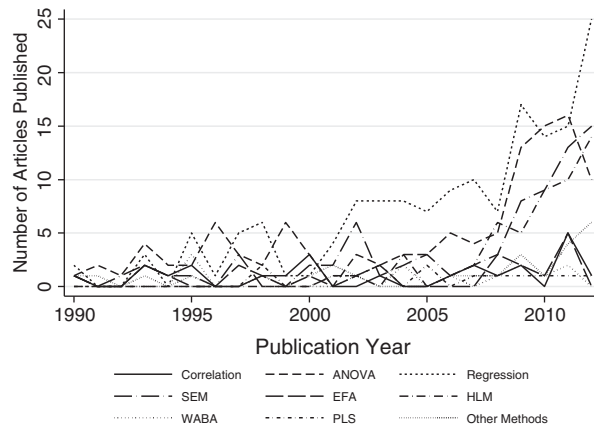 Number of Articles Published
25
20
15
10
5
0
1990
1995
2000
2005
2010
Publication Year
Correlation
ANOVA
Regression
SEM
EFA
HLM
WABA
PLS
Other Methods